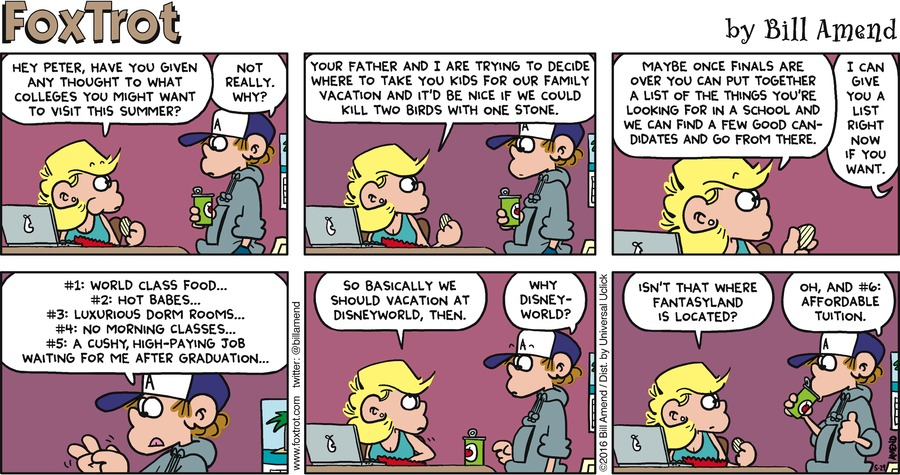 FOXTROT
by Bill Amend
HEY PETER, HAVE YOU GIVEN
ANY THOUGHT TO WHAT
COLLEGES YOU MIGHT WANT
TO VISIT THIS SUMMER?
NOT
REALLY.
WHY?
A
YOUR FATHER AND I ARE TRYING TO DECIDE
WHERE TO TAKE YOU KIDS FOR OUR FAMILY
VACATION AND IT'D BE NICE IF WE COULD
KILL TWO BIRDS WITH ONE STONE.
A
MAYBE ONCE FINALS ARE
OVER YOU CAN PUT TOGETHER
A LIST OF THE THINGS YOU'RE
LOOKING FOR IN A SCHOOL AND
WE CAN FIND A FEW GOOD CAN-
DIDATES AND GO FROM THERE.
I CAN
GIVE
YOU A
LIST
RIGHT
NOW
IF YOU
WANT.
#1: WORLD CLASS FOOD...
#2: HOT BABES...
#3: LUXURIOUS DORM ROOMS...
#4: NO MORNING CLASSES...
#5: A CUSHY, HIGH-PAYING JOB
WAITING FOR ME AFTER GRADUATION...
A
www.foxtrot.com twitter: @billamend
SO BASICALLY WE
SHOULD VACATION AT
DISNEYWORLD, THEN.
WHY
DISNEY-
WORLD?
A
©2016 Bill Amend / Dist. by Universal Uclick
ISN'T THAT WHERE
FANTASYLAND
IS LOCATED?
OH, AND #6:
AFFORDABLE
TUITION.
A
AMEND